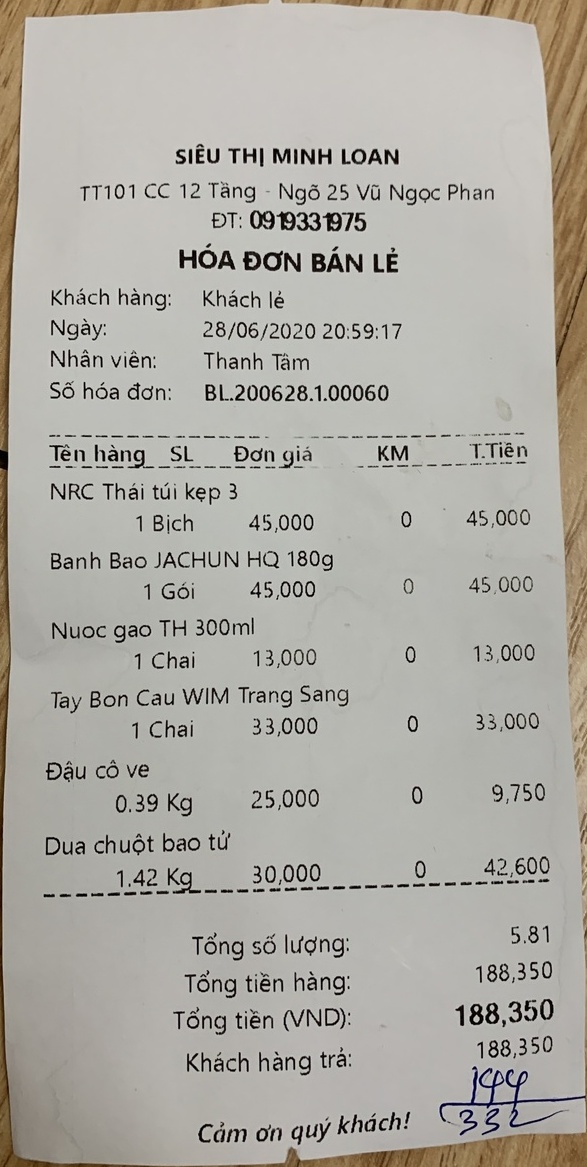 SIÊU THỊ MINH LOAN
TT101 CC 12 Tầng - Ngõ 25 Vũ Ngọc Phan
ĐT: 0919331975
HÓA ĐƠN BÁN LẺ
Khách hàng: Khách lẻ
Ngày: 28/06/2020 20:59:17
Nhân viên: Thanh Tâm
Số hóa đơn: BL.200628.1.00060
Tên hàng SL Đơn giá KM T.Tiền
NRC Thái túi kẹp 3
1 Bịch 45,000 0 45,000
Banh Bao JACHUN HQ 180g
1 Gói 45,000 0 45,000
Nuoc gao TH 300ml
1 Chai 13,000 0 13,000
Tay Bon Cau WIM Trang Sang
1 Chai 33,000 0 33,000
Đậu cô ve
0.39 Kg 25,000 0 9,750
Dua chuột bao tử
1.42 Kg 30,000 0 42,600
Tổng số lượng: 5.81
Tổng tiền hàng: 188,350
Tổng tiền (VND): 188,350
Khách hàng trả: 188,350
144
332
Cảm ơn quý khách!